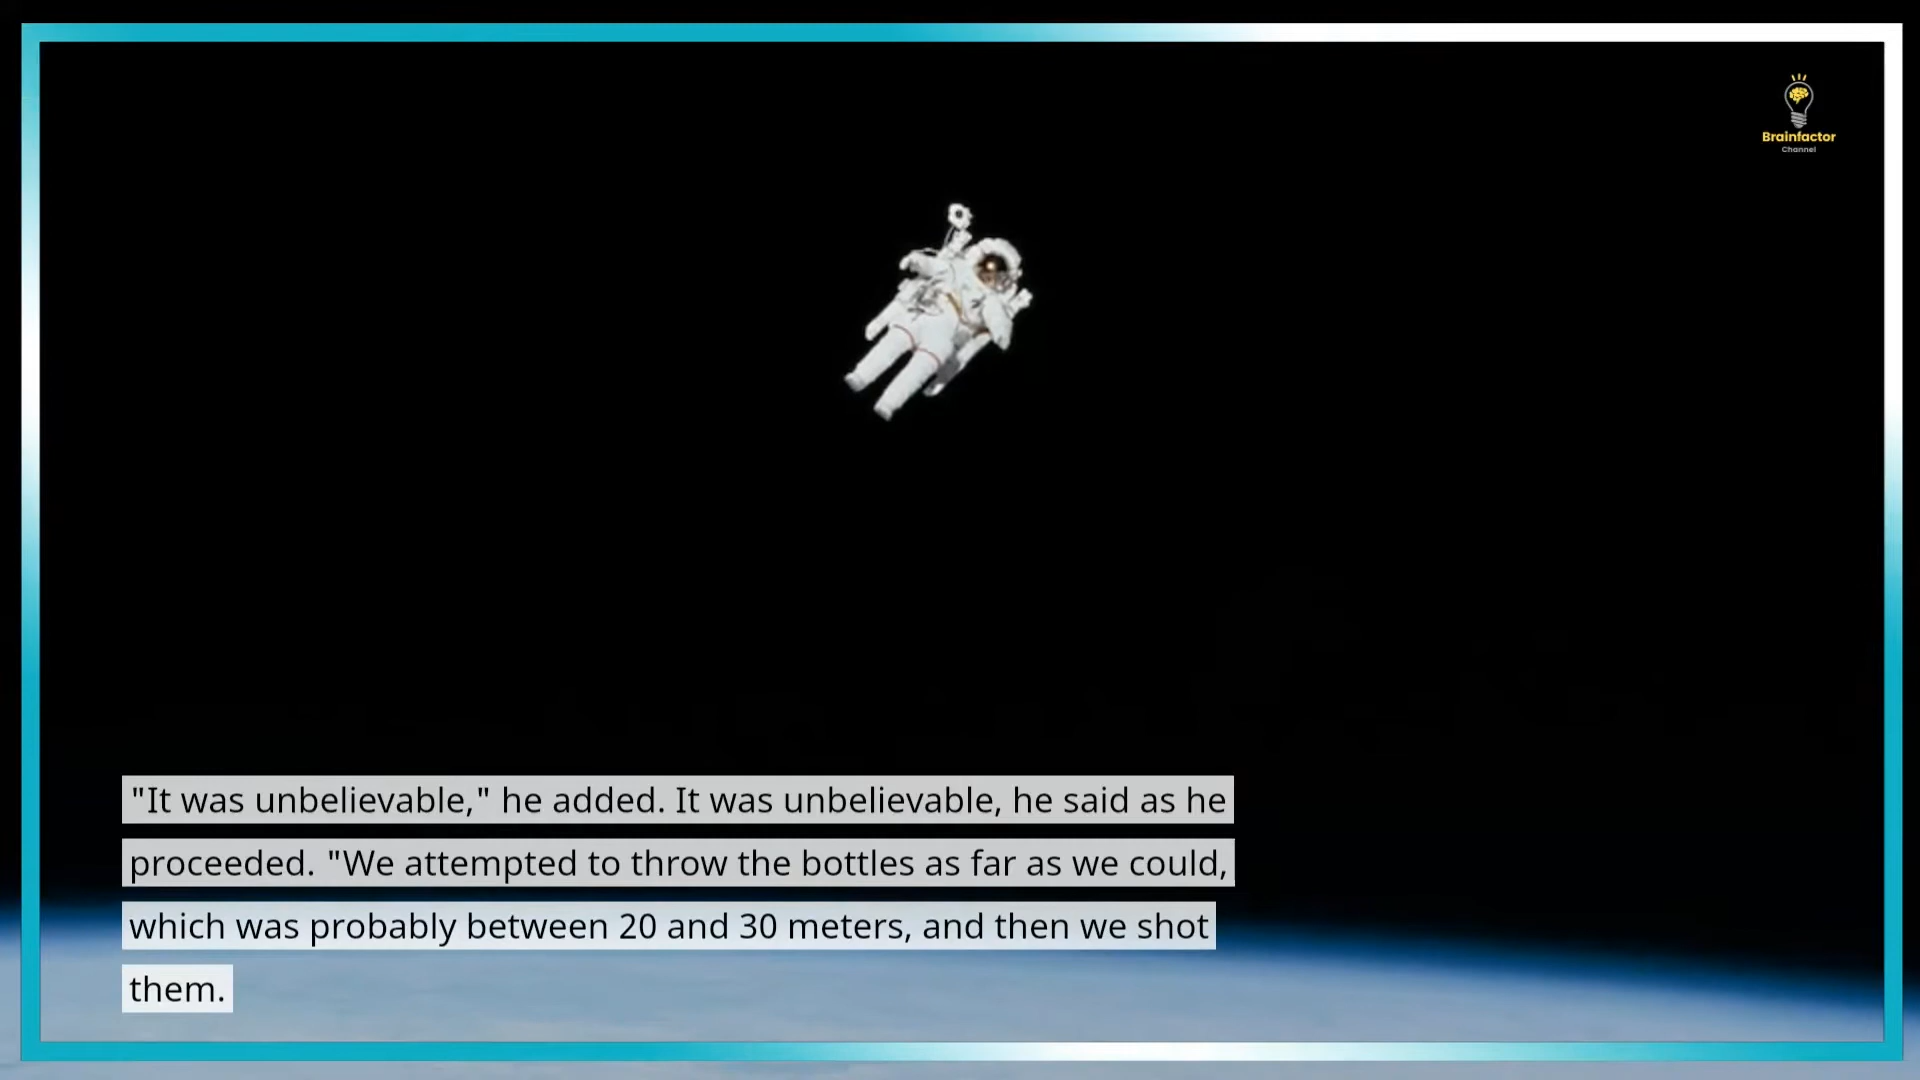 Brainfactor
Channel
"It was unbelievable," he added. It was unbelievable, he said as he
proceeded. "We attempted to throw the bottles as far as we could,
which was probably between 20 and 30 meters, and then we shot
them.